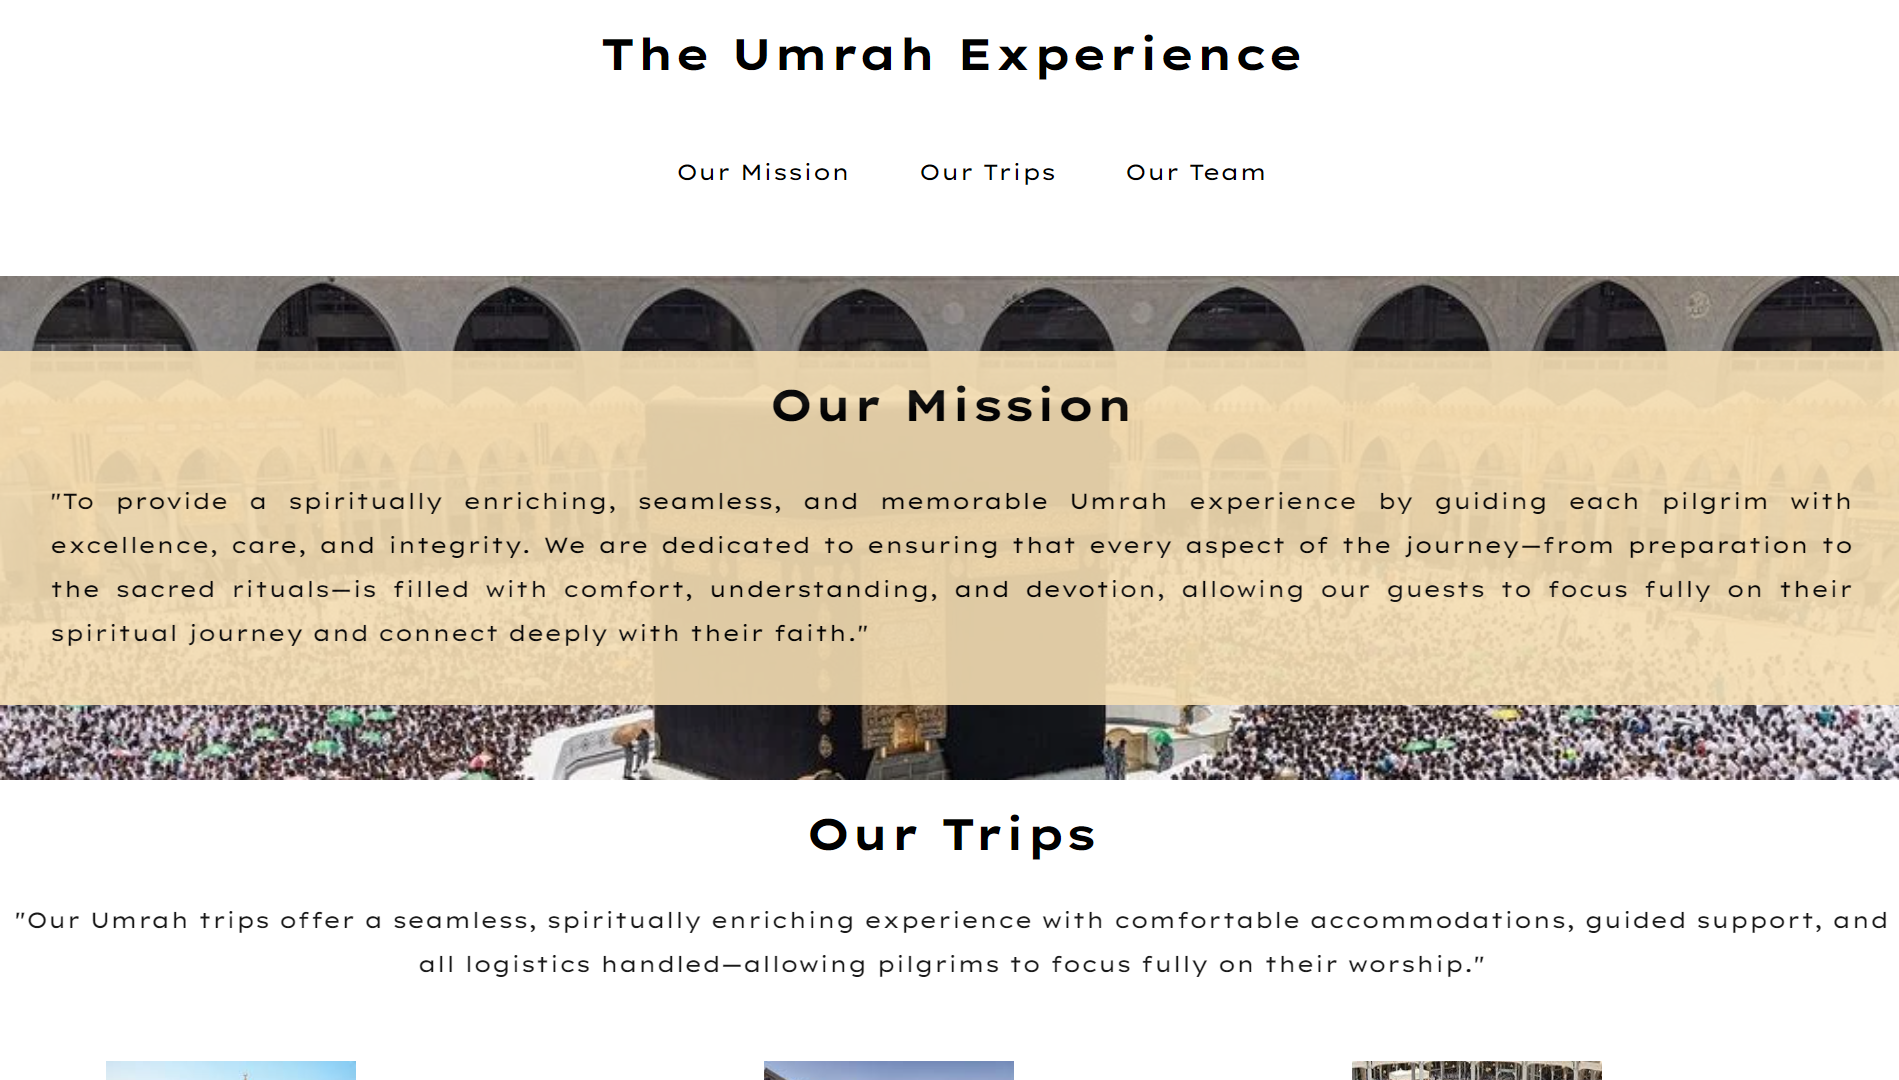 The Umrah Experience
Our Mission
Our Trips
Our Team
Our Mission
"To provide a spiritually enriching, seamless, and memorable Umrah experience by guiding each pilgrim with
excellence, care, and integrity. We are dedicated to ensuring that every aspect of the journey—from preparation to
the sacred rituals—is filled with comfort, understanding, and devotion, allowing our guests to focus fully on their
spiritual journey and connect deeply with their faith."
Our Trips
"Our Umrah trips offer a seamless, spiritually enriching experience with comfortable accommodations, guided support, and
all logistics handled—allowing pilgrims to focus fully on their worship."